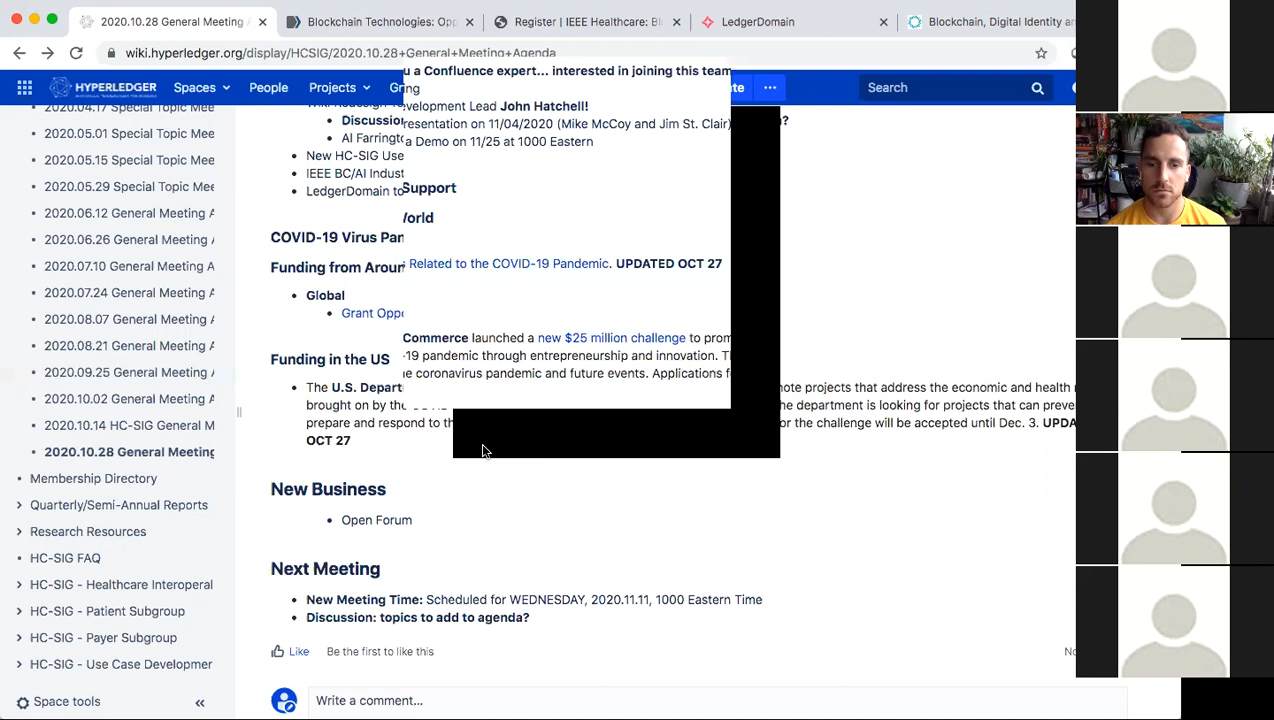 2020.10.28 General Meeting
Blockchain Technologies: Opp
Register | IEEE Healthcare: Bl
LedgerDomain
Blockchain, Digital Identity an
wiki.hyperledger.org/display/HCSIG/2020.10.28+General+Meeting+Agenda
HYPERLEDGER
Spaces
People
Projects
Gr
te
Search
2020.04.17 Special Topic Mee
2020.05.01 Special Topic Mee
2020.05.15 Special Topic Mee
2020.05.29 Special Topic Mee
2020.06.12 General Meeting A
2020.06.26 General Meeting A
2020.07.10 General Meeting A
2020.07.24 General Meeting A
2020.08.07 General Meeting A
2020.08.21 General Meeting A
2020.09.25 General Meeting A
2020.10.02 General Meeting A
2020.10.14 HC-SIG General M
2020.10.28 General Meeting
Membership Directory
Quarterly/Semi-Annual Reports
Research Resources
HC-SIG FAQ
HC-SIG - Healthcare Interoperal
HC-SIG - Patient Subgroup
HC-SIG - Payer Subgroup
HC-SIG - Use Case Developmer
Space tools
u a Confluence expert... interested in joining this team
ng
velopment Lead John Hatchell!
resentation on 11/04/2020 (Mike McCoy and Jim St. Clair)
a Demo on 11/25 at 1000 Eastern
Support
/orld
Related to the COVID-19 Pandemic. UPDATED OCT 27
Commerce launched a new $25 million challenge to prom
-19 pandemic through entrepreneurship and innovation. T
e coronavirus pandemic and future events. Applications f
Discussion
a?
AI Farringto
New HC-SIG Use
IEEE BC/AI Indust
LedgerDomain to
COVID-19 Virus Pan
Funding from Aroun
Global
Grant Oppo
Funding in the US
The U.S. Depart
note projects that address the economic and health
brought on by the
he department is looking for projects that can preve
prepare and respond to th
or the challenge will be accepted until Dec. 3. UPDA
OCT 27
New Business
Open Forum
Next Meeting
New Meeting Time: Scheduled for WEDNESDAY, 2020.11.11, 1000 Eastern Time
Discussion: topics to add to agenda?
Like
Be the first to like this
No
Write a comment…